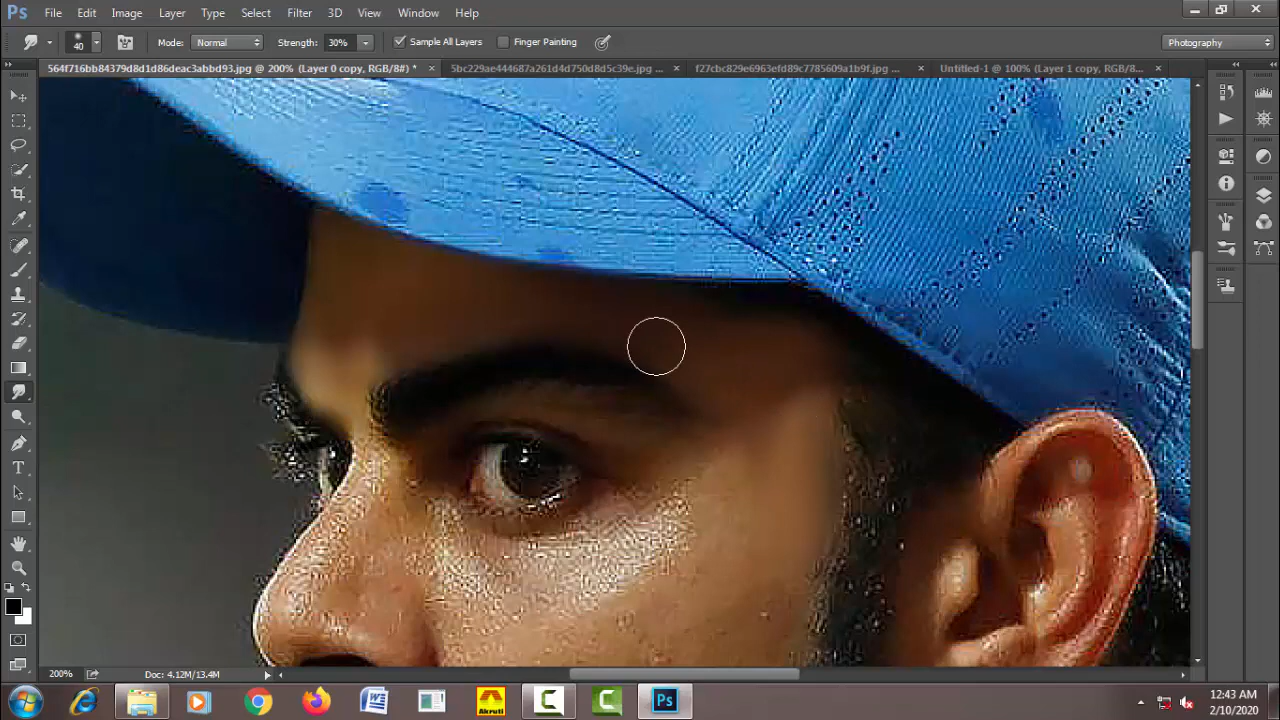 Ps File Edit Image Layer Type Select Filter 3D View Window Help
40 Mode: Normal Strength: 30% Sample All Layers Finger Painting Photography
564f716bb84379d8d1d86deac3abbd93.jpg @ 200% (Layer 0 copy, RGB/8#) * × 5bc229ae444687a261d4d750d8d5c39e.jpg ... × f27cbc829e6963efd89c7785609a1b9f.jpg ... × Untitled-1 @ 100% (Layer 1 copy, RGB/8... ×
200% Doc: 4.12M/13.4M
Akruti Ps 12:43 AM
2/10/2020